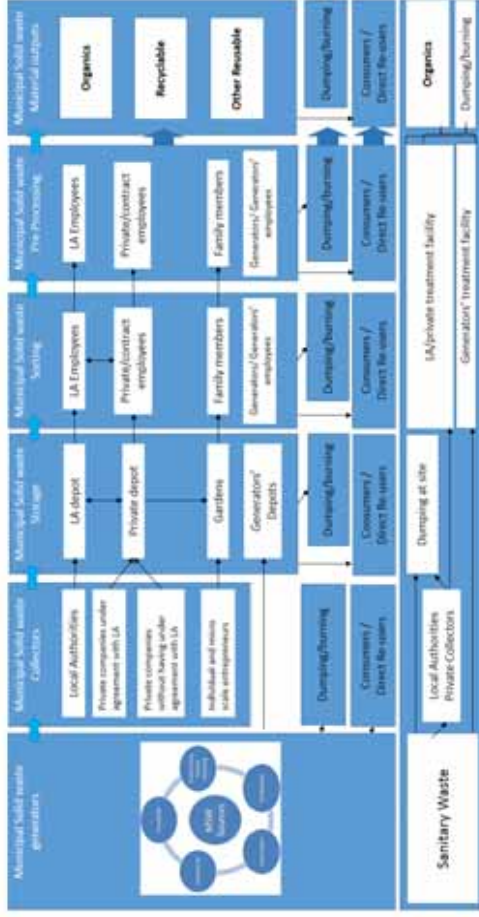 Municipal Solid waste
generators
Municipal Solid waste
Collectors
Local Authorities
Private companies under
agreement with LA
Private companies
without having under
agreement with LA
Individual and micro
scale entrepreneurs
Dumping/burning
Consumers /
Direct Re-users
Municipal Solid waste
Storage
LA depot
Private depot
Gardens
Generators'
Depots
Dumping/burning
Consumers /
Direct Re-users
Municipal Solid waste
Sorting
LA Employees
Private/contract
employees
Family members
Generators/ Generators'
employees
Dumping/burning
Consumers /
Direct Re-users
Municipal Solid waste
Pre Processing
LA Employees
Private/contract
employees
Family members
Generators/ Generators'
employees
Dumping/burning
Consumers /
Direct Re-users
Municipal Solid waste
Material outputs
Organics
Recyclable
Other Reusable
Dumping/burning
Consumers /
Direct Re-users
Sanitary Waste
Local Authorities
Private Collectors
Dumping at site
LA/private treatment facility
Generators' treatment facility
Organics
Dumping/burning